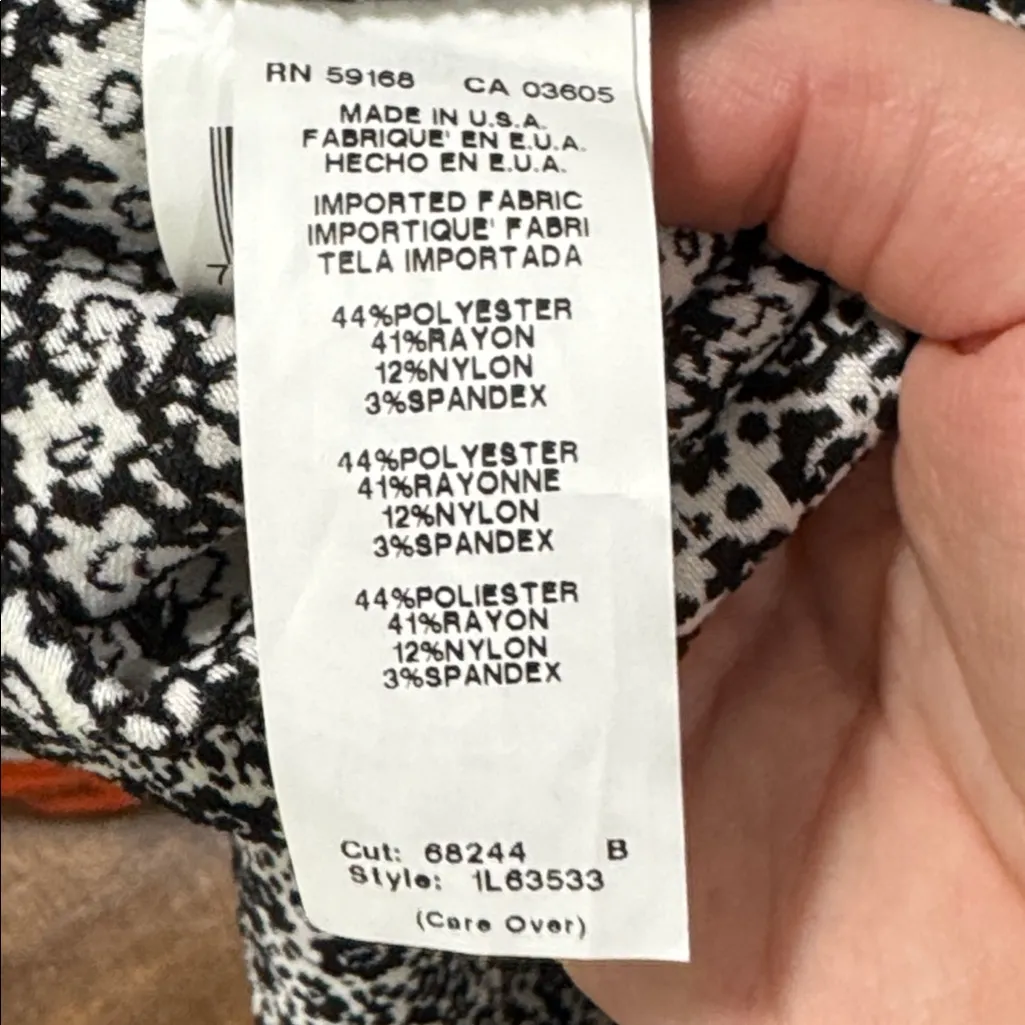 RN 59168 CA 03605
MADE IN U.S.A.
FABRIQUE' EN E.U.A.
HECHO EN E.U.A.
IMPORTED FABRIC
IMPORTIQUE' FABRI
TELA IMPORTADA
7
44%POLYESTER
41%RAYON
12%NYLON
3%SPANDEX
44%POLYESTER
41%RAYONNE
12%NYLON
3%SPANDEX
44%POLIESTER
41%RAYON
12%NYLON
3%SPANDEX
Cut: 68244 B
Style: 1L63533
(Care Over)